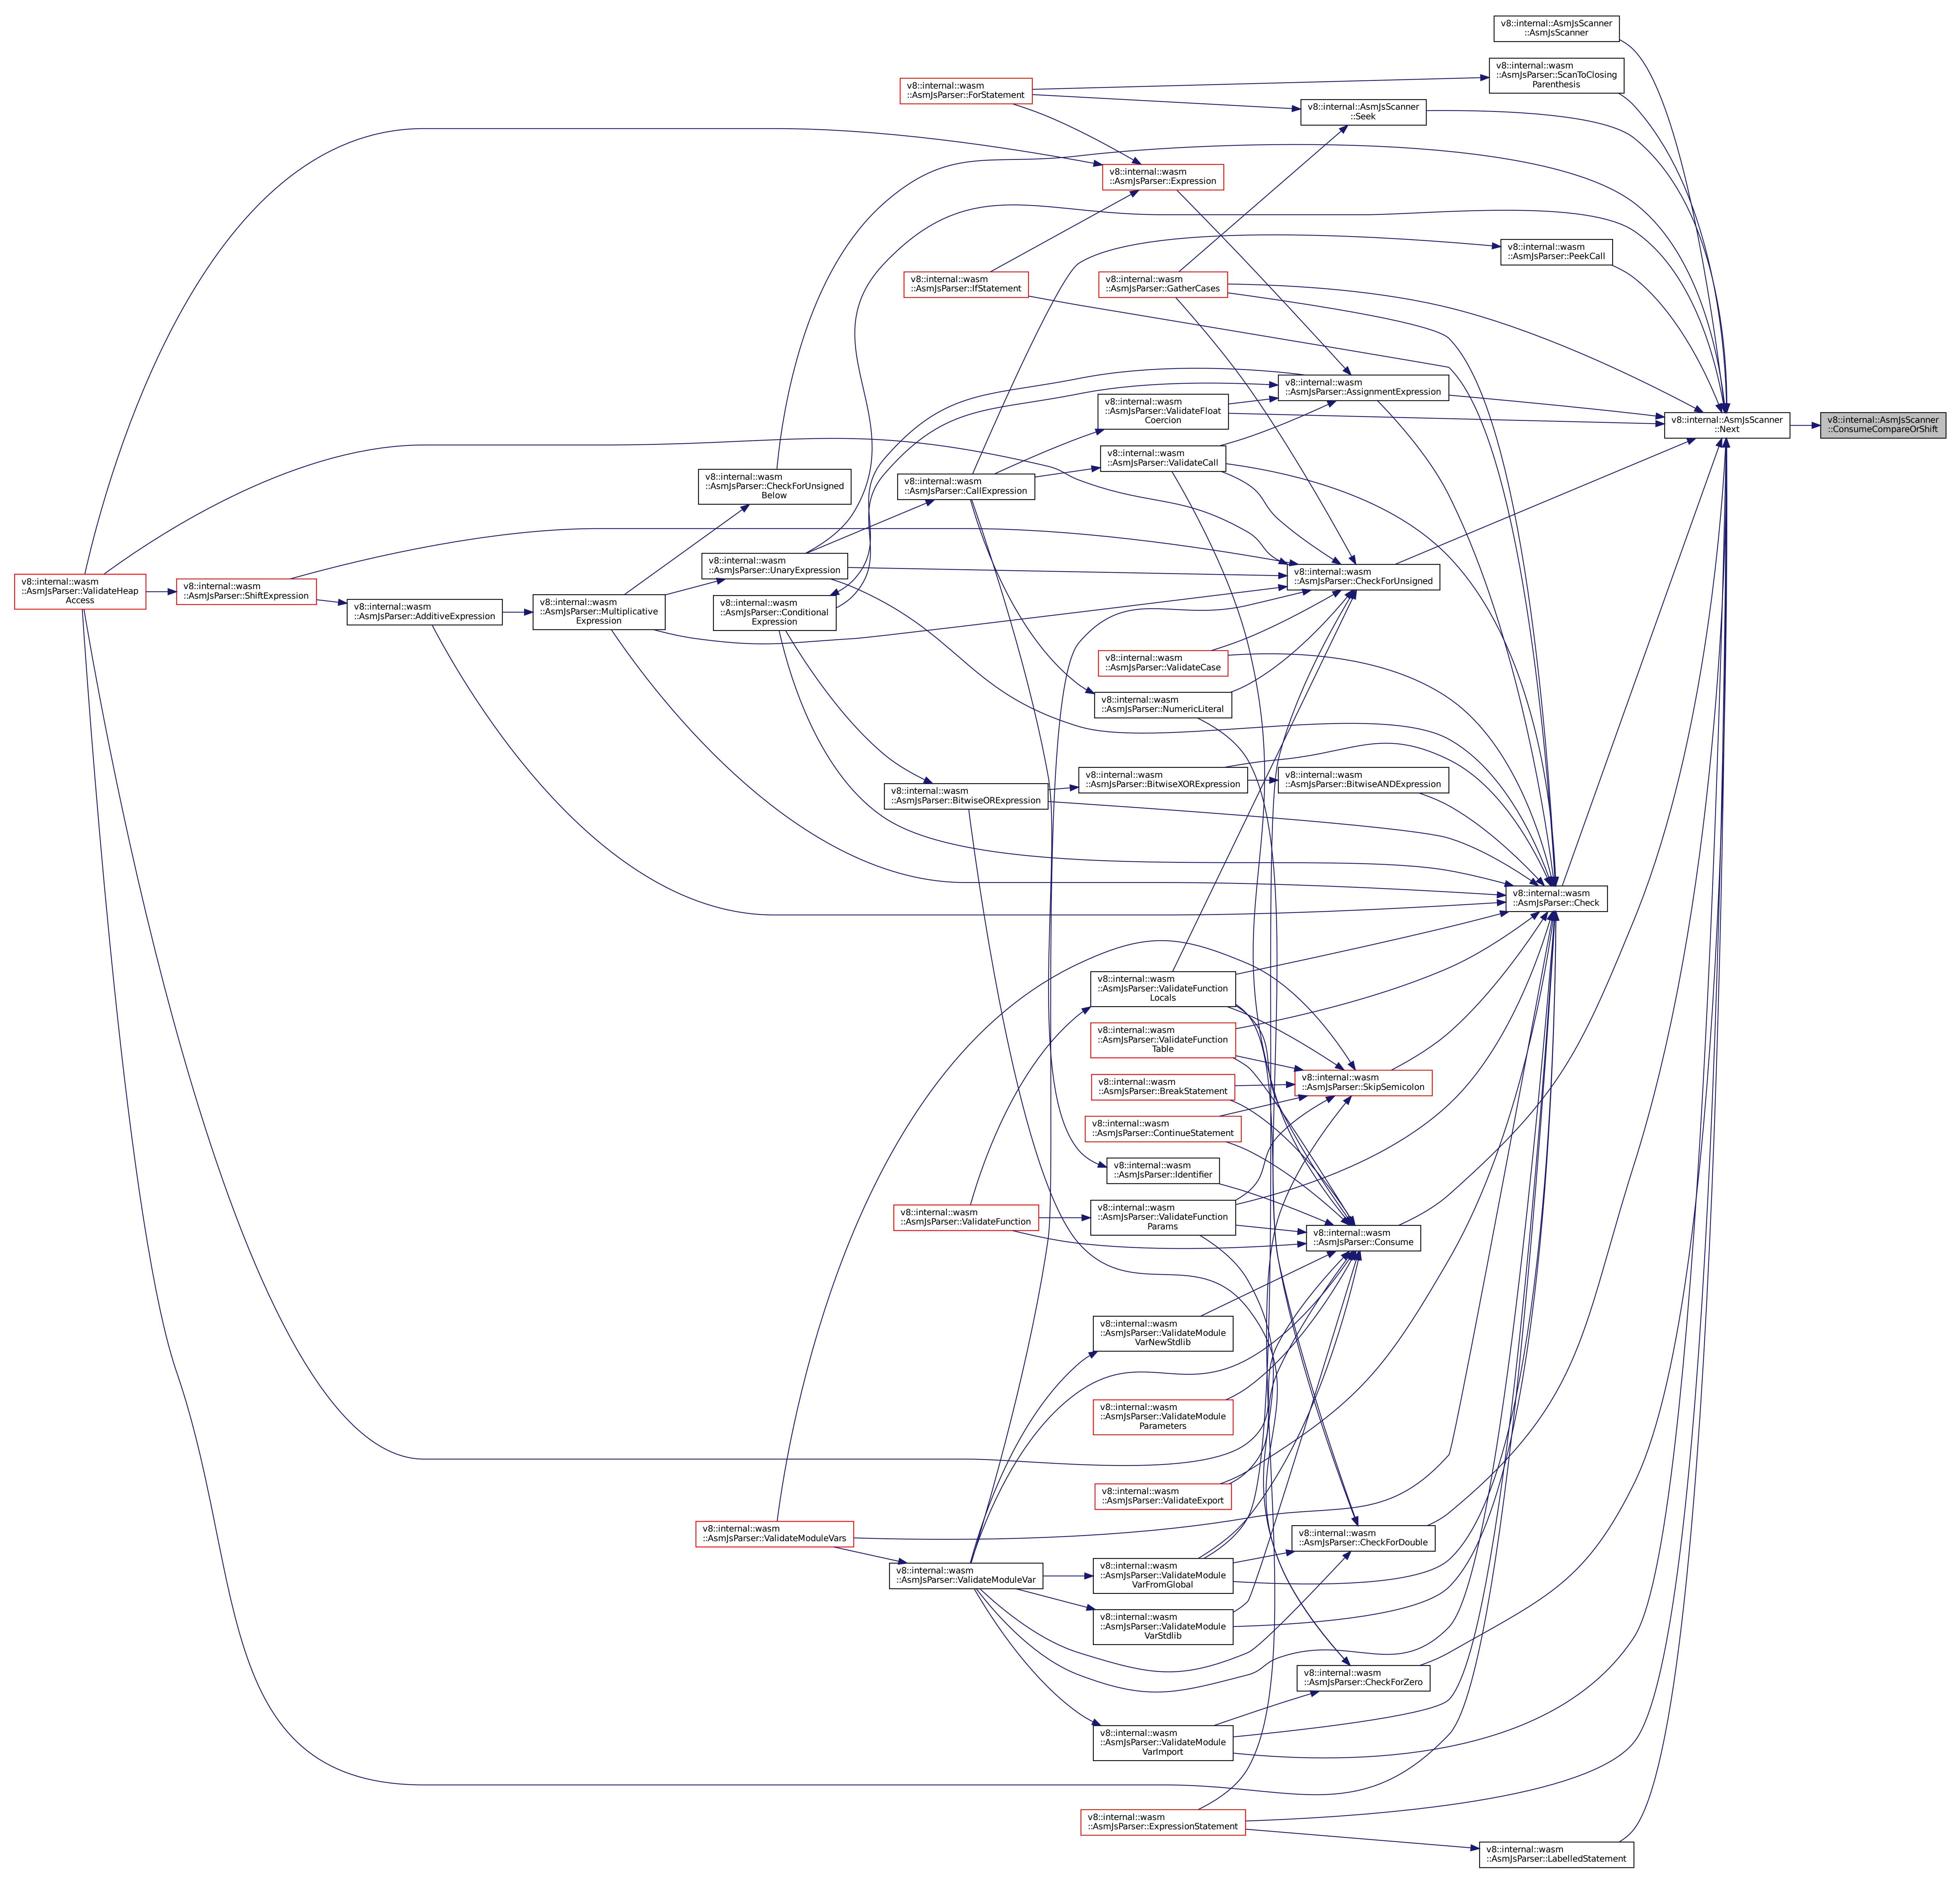 v8::internal::AsmJsScanner
::AsmJsScanner
v8::internal::wasm
::AsmJsParser::ScanToClosing
Parenthesis
v8::internal::wasm
::AsmJsParser::ForStatement
v8::internal::AsmJsScanner
::Seek
v8::internal::wasm
::AsmJsParser::Expression
v8::internal::wasm
::AsmJsParser::PeekCall
v8::internal::wasm
::AsmJsParser::IfStatement
v8::internal::wasm
::AsmJsParser::GatherCases
v8::internal::wasm
::AsmJsParser::AssignmentExpression
v8::internal::wasm
::AsmJsParser::ValidateFloat
Coercion
v8::internal::AsmJsScanner
::Next
v8::internal::AsmJsScanner
::ConsumeCompareOrShift
v8::internal::wasm
::AsmJsParser::ValidateCall
v8::internal::wasm
::AsmJsParser::CheckForUnsigned
Below
v8::internal::wasm
::AsmJsParser::CallExpression
v8::internal::wasm
::AsmJsParser::UnaryExpression
v8::internal::wasm
::AsmJsParser::CheckForUnsigned
v8::internal::wasm
::AsmJsParser::ValidateHeap
Access
v8::internal::wasm
::AsmJsParser::ShiftExpression
v8::internal::wasm
::AsmJsParser::AdditiveExpression
v8::internal::wasm
::AsmJsParser::Multiplicative
Expression
v8::internal::wasm
::AsmJsParser::Conditional
Expression
v8::internal::wasm
::AsmJsParser::ValidateCase
v8::internal::wasm
::AsmJsParser::NumericLiteral
v8::internal::wasm
::AsmJsParser::BitwiseORExpression
v8::internal::wasm
::AsmJsParser::BitwiseXORExpression
v8::internal::wasm
::AsmJsParser::BitwiseANDExpression
v8::internal::wasm
::AsmJsParser::Check
v8::internal::wasm
::AsmJsParser::ValidateFunction
Locals
v8::internal::wasm
::AsmJsParser::ValidateFunction
Table
v8::internal::wasm
::AsmJsParser::BreakStatement
v8::internal::wasm
::AsmJsParser::SkipSemicolon
v8::internal::wasm
::AsmJsParser::ContinueStatement
v8::internal::wasm
::AsmJsParser::Identifier
v8::internal::wasm
::AsmJsParser::ValidateFunction
v8::internal::wasm
::AsmJsParser::ValidateFunction
Params
v8::internal::wasm
::AsmJsParser::Consume
v8::internal::wasm
::AsmJsParser::ValidateModule
VarNewStdlib
v8::internal::wasm
::AsmJsParser::ValidateModule
Parameters
v8::internal::wasm
::AsmJsParser::ValidateExport
v8::internal::wasm
::AsmJsParser::ValidateModuleVars
v8::internal::wasm
::AsmJsParser::CheckForDouble
v8::internal::wasm
::AsmJsParser::ValidateModuleVar
v8::internal::wasm
::AsmJsParser::ValidateModule
VarFromGlobal
v8::internal::wasm
::AsmJsParser::ValidateModule
VarStdlib
v8::internal::wasm
::AsmJsParser::CheckForZero
v8::internal::wasm
::AsmJsParser::ValidateModule
VarImport
v8::internal::wasm
::AsmJsParser::ExpressionStatement
v8::internal::wasm
::AsmJsParser::LabelledStatement